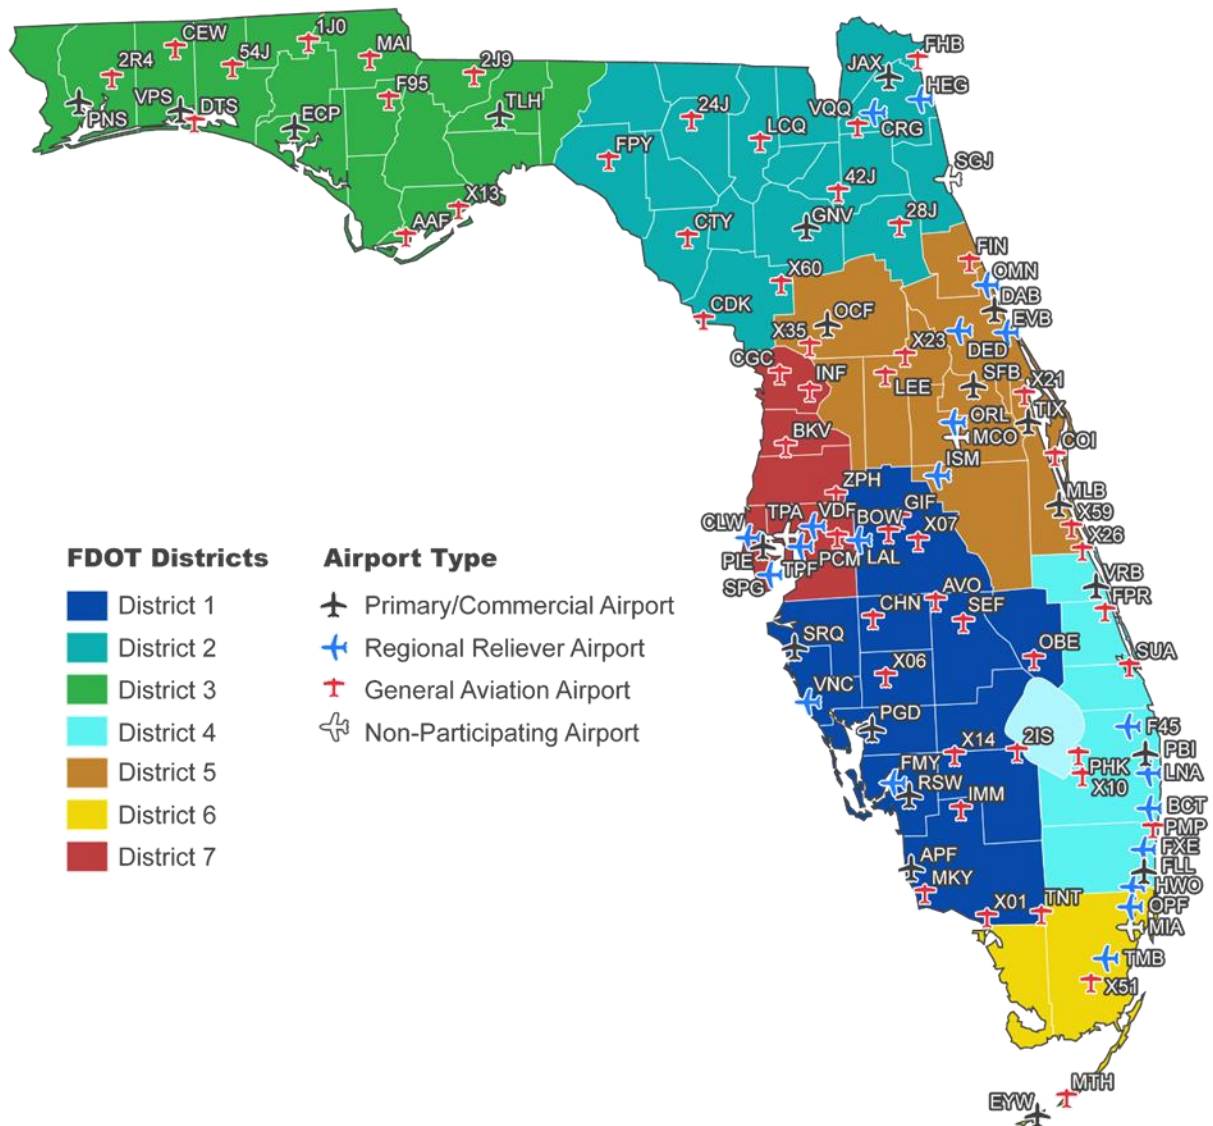 CEW
1J0
2R4
54J
MAI
2J9
F95
VPS
DTS
PNS
ECP
TLH
X13
AAF
FHB
JAX
HEG
24J
VQQ
LCQ
CRG
FPY
SGJ
42J
GNV
28J
CTY
FIN
X60
OMN
DAB
CDK
OCF
EVB
X35
X23
DED
CGC
INF
LEE
SFB
X21
ORL
TIX
BKV
MCO
COI
ISM
ZPH
MLB
GIF
CLW
TPA
VDF
BOW
X07
X59
X26
PIE
TPF
PCM
LAL
SPG
VRB
AVO
FPR
CHN
SEF
SRQ
OBE
SUA
X06
VNC
PGD
F45
X14
2IS
PBI
FMY
PHK
LNA
RSW
X10
IMM
BCT
PMP
FXE
APF
FLL
MKY
HWO
X01
TNT
OPF
MIA
TMB
X51
MTH
EYW
FDOT Districts
District 1
District 2
District 3
District 4
District 5
District 6
District 7
Airport Type
Primary/Commercial Airport
Regional Reliever Airport
General Aviation Airport
Non-Participating Airport